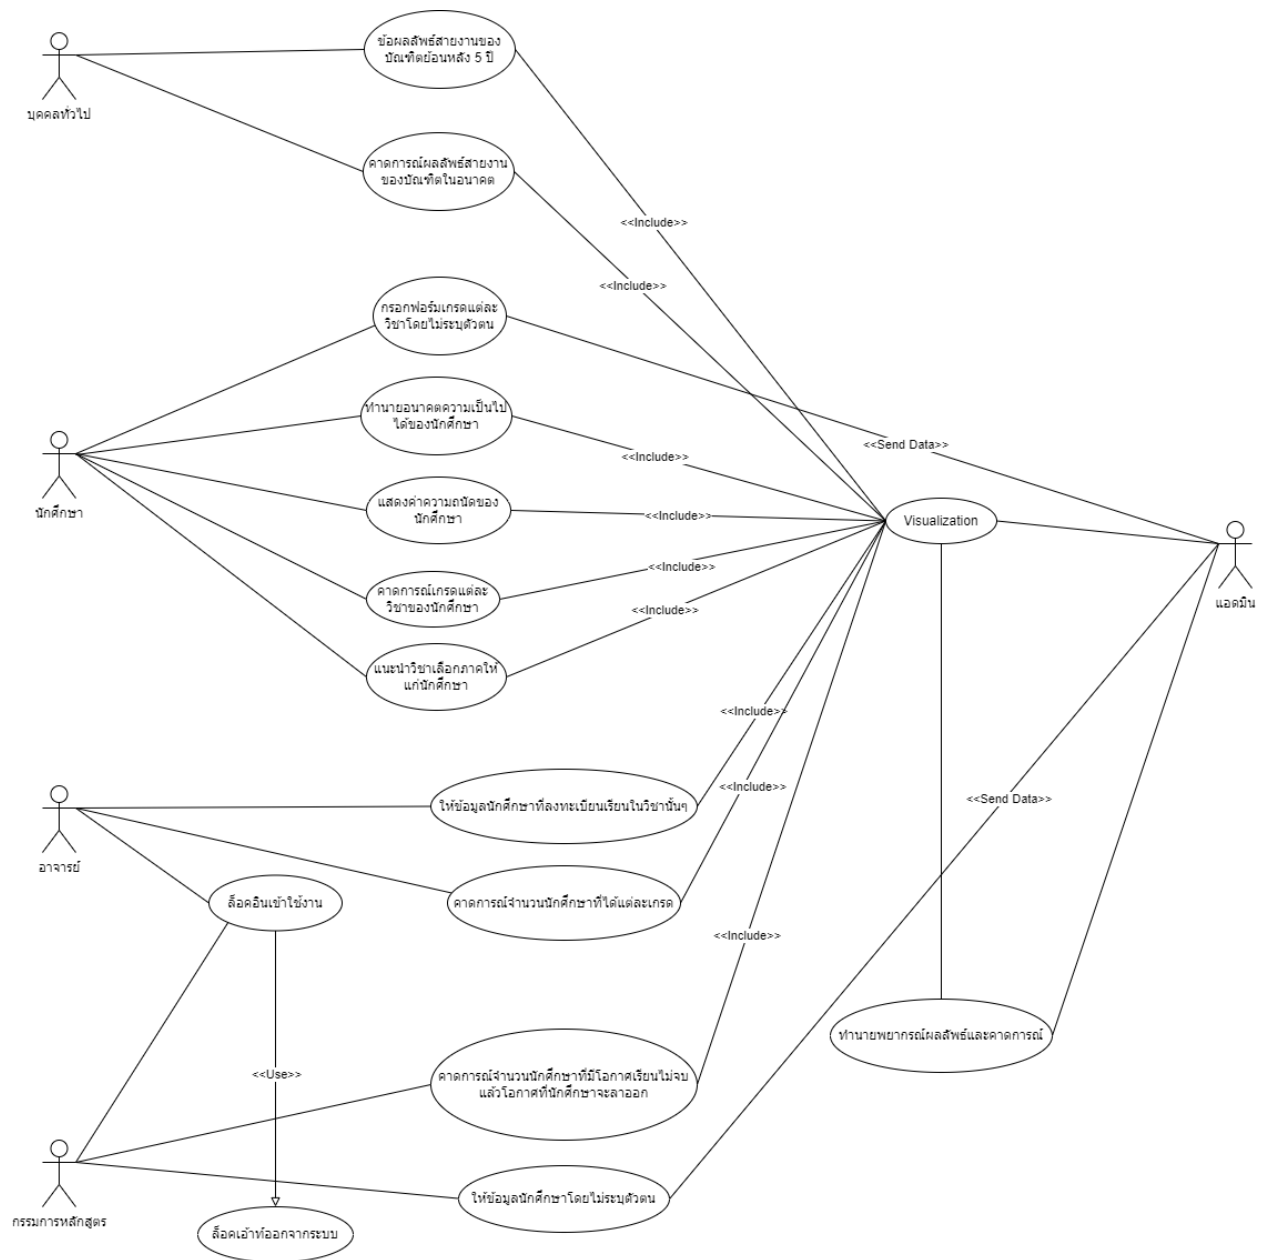 ข้อผลลัพธ์สายงานของ
บัณฑิตย้อนหลัง 5 ปี
บุคคลทั่วไป
คาดการณ์ผลลัพธ์สายงาน
ของบัณฑิตในอนาคต
<<Include>>
<<Include>>
กรอกฟอร์มเกรดแต่ละ
วิชาโดยไม่ระบุตัวตน
ทำนายอนาคตความเป็นไป
ได้ของนักศึกษา
<<Send Data>>
<<Include>>
นักศึกษา
แสดงค่าความถนัดของ
นักศึกษา
<<Include>>
Visualization
<<Include>>
คาดการณ์เกรดแต่ละ
วิชาของนักศึกษา
<<Include>>
แอดมิน
แนะนำวิชาเลือกภาคให้
แก่นักศึกษา
<<Include>>
<<Include>>
<<Send Data>>
ให้ข้อมูลนักศึกษาที่ลงทะเบียนเรียนในวิชานั้นๆ
อาจารย์
ล็อคอินเข้าใช้งาน
คาดการณ์จำนวนนักศึกษาที่ได้แต่ละเกรด
<<Include>>
ทำนายพยากรณ์ผลลัพธ์และคาดการณ์
<<Use>>
คาดการณ์จำนวนนักศึกษาที่มีโอกาศเรียนไม่จบ
แล้วโอกาศที่นักศึกษาจะลาออก
ให้ข้อมูลนักศึกษาโดยไม่ระบุตัวตน
กรรมการหลักสูตร
ล็อคเอ้าท์ออกจากระบบ